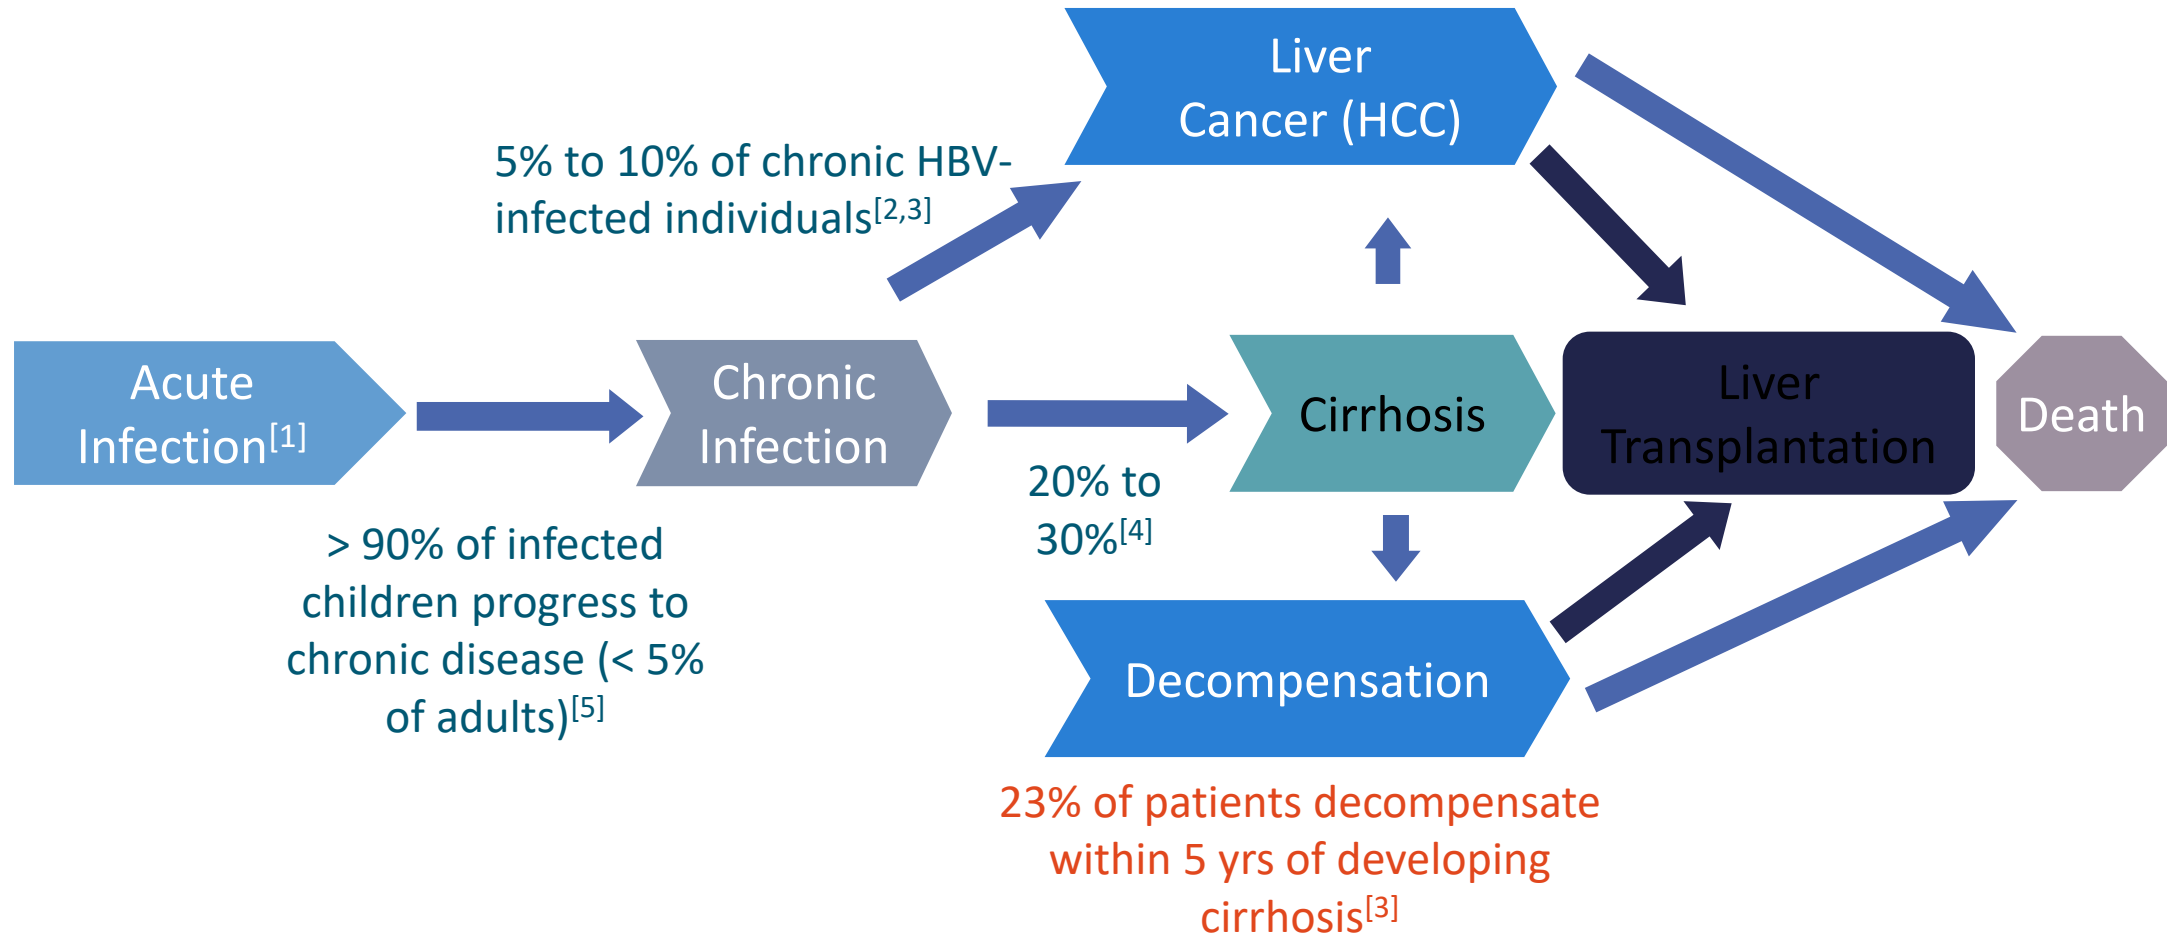 Liver
Cancer (HCC)
5% to 10% of chronic HBV-
infected individuals[2,3]
Acute
Infection[1]
Chronic
Infection
Cirrhosis
Liver
Transplantation
Death
20% to
30%[4]
> 90% of infected
children progress to
chronic disease (< 5%
of adults)[5]
Decompensation
23% of patients decompensate
within 5 yrs of developing
cirrhosis[3]